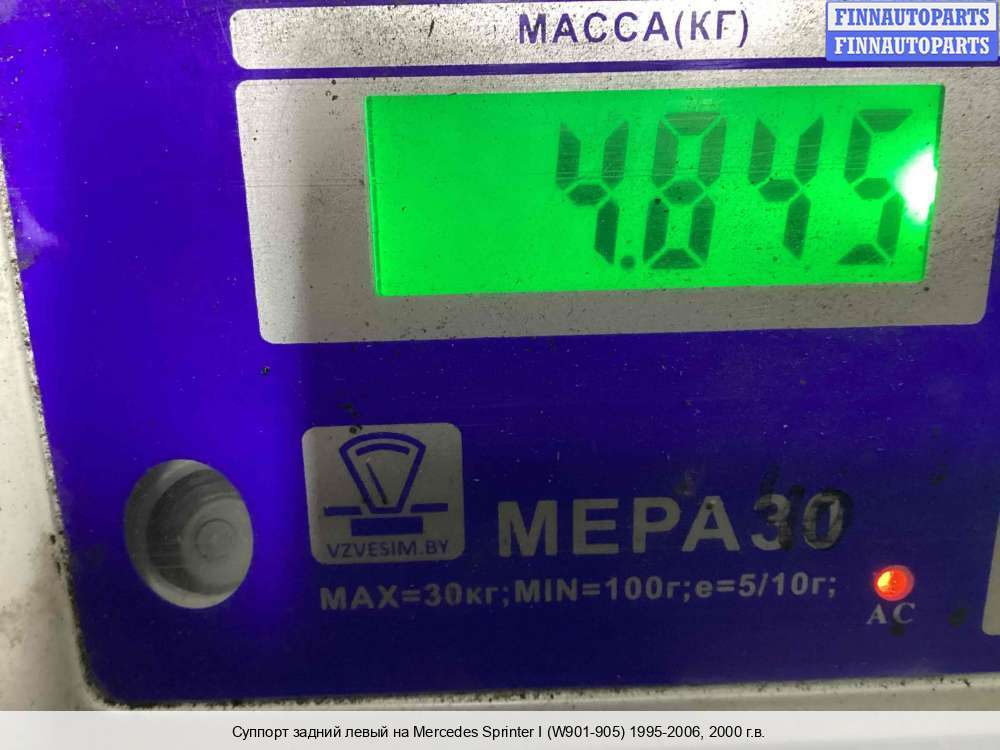 МАССА(КГ)
FINNAUTOPARTS
FINNAUTOPARTS
4.845
VZVESIM.BY
МЕРА30
MAX=30кг;MIN=100г;e=5/10г;
AC
Суппорт задний левый на Mercedes Sprinter I (W901-905) 1995-2006, 2000 г.в.